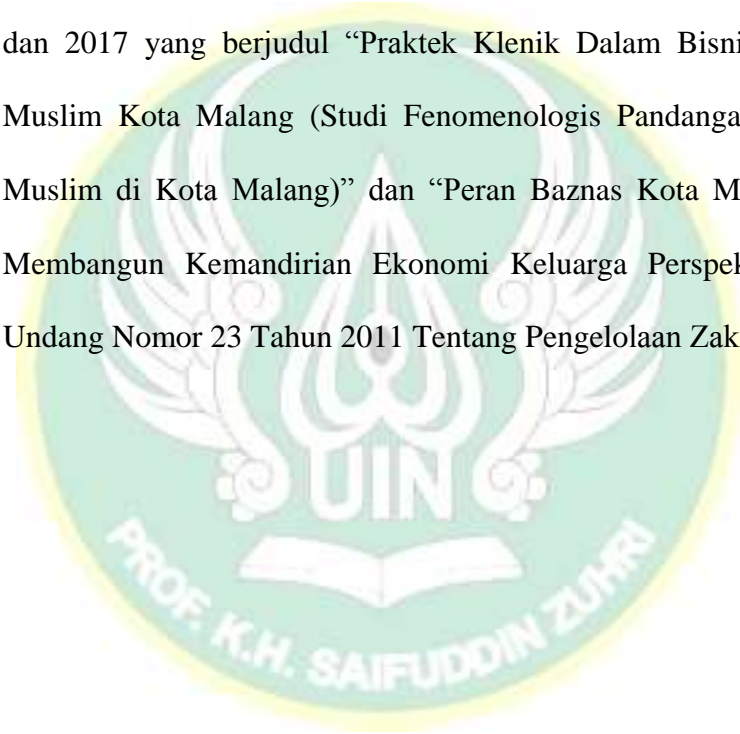 dan 2017 yang berjudul “Praktek Klenik Dalam Bisni
Muslim Kota Malang (Studi Fenomenologis Pandanga
Muslim di Kota Malang)” dan “Peran Baznas Kota M
Membangun Kemandirian Ekonomi Keluarga Perspek
Undang Nomor 23 Tahun 2011 Tentang Pengelolaan Zak
UIN
PROF. K.H. SAIFUDDIN ZUHRI